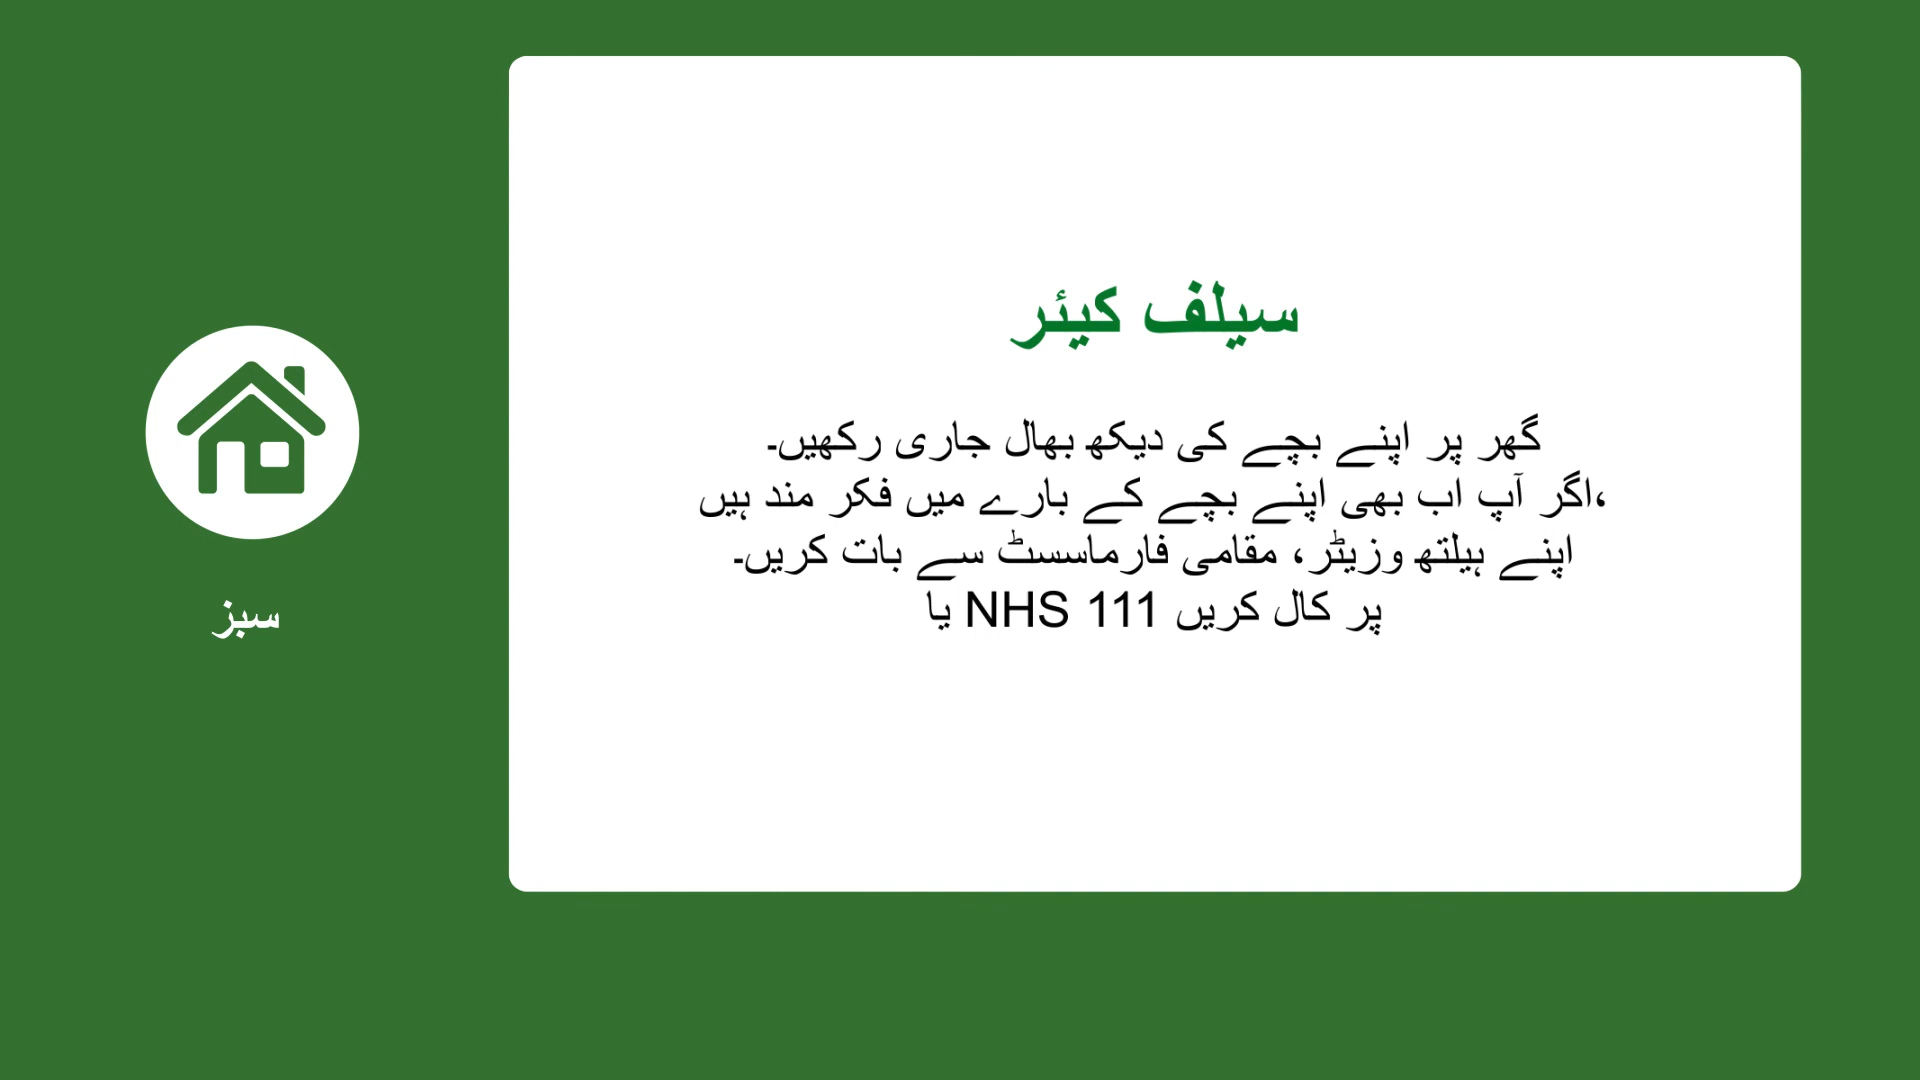 سیلف کیئر
گھر پر اپنے بچے کی دیکھ بھال جاری رکھیں۔
اگر آپ اب بھی اپنے بچے کے بارے میں فکر مند ہیں،
اپنے ہیلتھ وزیٹر، مقامی فارماسسٹ سے بات کریں۔
یا NHS 111 پر کال کریں
سبز